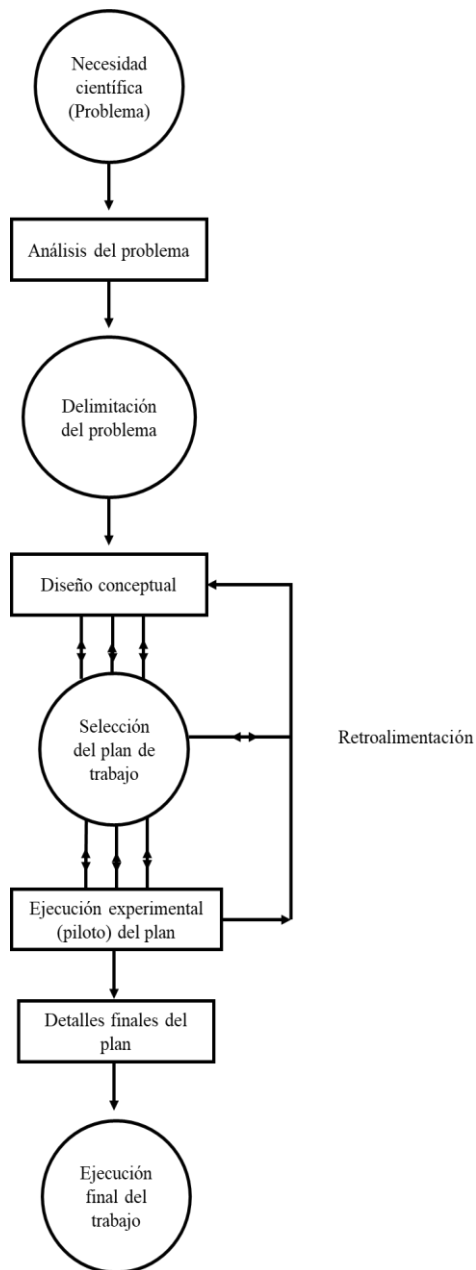 Necesidad
científica
(Problema)
Análisis del problema
Delimitación
del problema
Diseño conceptual
Selección
del plan de
trabajo
Retroalimentación
Ejecución experimental
(piloto) del plan
Detalles finales del
plan
Ejecución
final del
trabajo